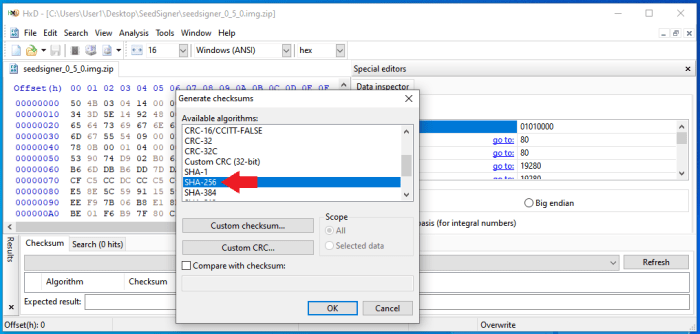 HxD - [C:\Users\User1\Desktop\SeedSigner\seedsigner_0_5_0.img.zip]
File Edit Search View Analysis Tools Window Help
16 Windows (ANSI) hex
seedsigner_0_5_0.img.zip
Special editors
Data inspector
Offset(h) 00 01 02 03 04 05 06 07 08 09 0A 0B 0C 0D 0E 0F
00000000 50 4B 03 04 14 00
00000010 34 3D 5E 14 92 48
00000020 65 64 73 69 67 6E
00000030 6D 67 55 54 09 00
00000040 78 0B 00 01 04 00
00000050 53 90 74 D9 02 B0
00000060 B6 6D DB B6 DD 7D
00000070 CF C5 CC DC CC C5
00000080 E5 8E 5C 59 91 15
00000090 EE F9 7B 06 B8 E1
000000A0 BE 01 F6 B9 7F 80
01010000
go to: 80
go to: 80
go to: 19280
go to: 19280
Big endian
basis (for integral numbers)
Generate checksums
Available algorithms:
CRC-16/CCITT-FALSE
CRC-32
CRC-32C
Custom CRC (32-bit)
SHA-1
SHA-256
SHA-384
Custom checksum...
Custom CRC...
Scope
All
Selected data
Compare with checksum:
OK Cancel
Results
Checksum Search (0 hits)
Refresh
Algorithm Checksum
Expected result:
Offset(h): 0 Overwrite